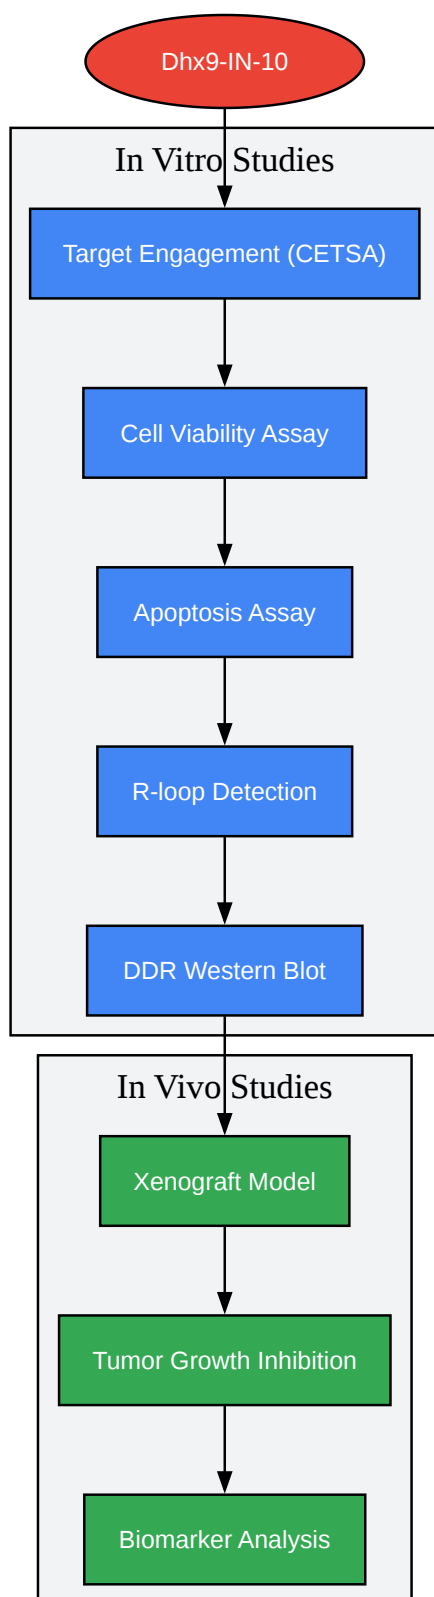 Dhx9-IN-10
In Vitro Studies
Target Engagement (CETSA)
Cell Viability Assay
Apoptosis Assay
R-loop Detection
DDR Western Blot
In Vivo Studies
Xenograft Model
Tumor Growth Inhibition
Biomarker Analysis